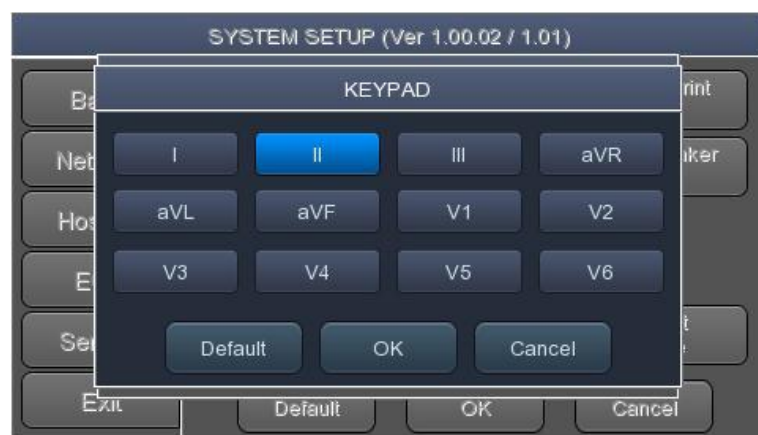 SYSTEM SETUP (Ver 1.00.02 / 1.01)
KEYPAD
I II III aVR
aVL aVF V1 V2
V3 V4 V5 V6
Default OK Cancel
Exit Default OK Cancel